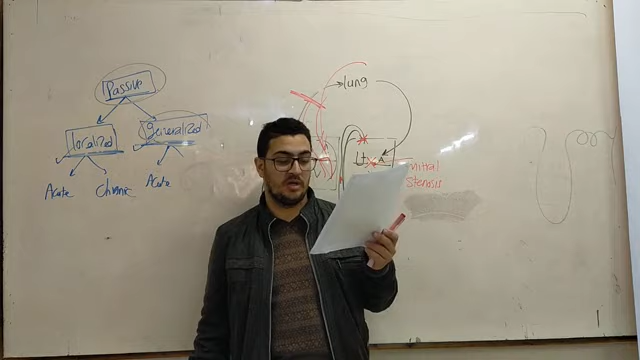 Passive
localized
generalized
Acute
Chronic
Acute
lung
Lt.
mitral
stenosis